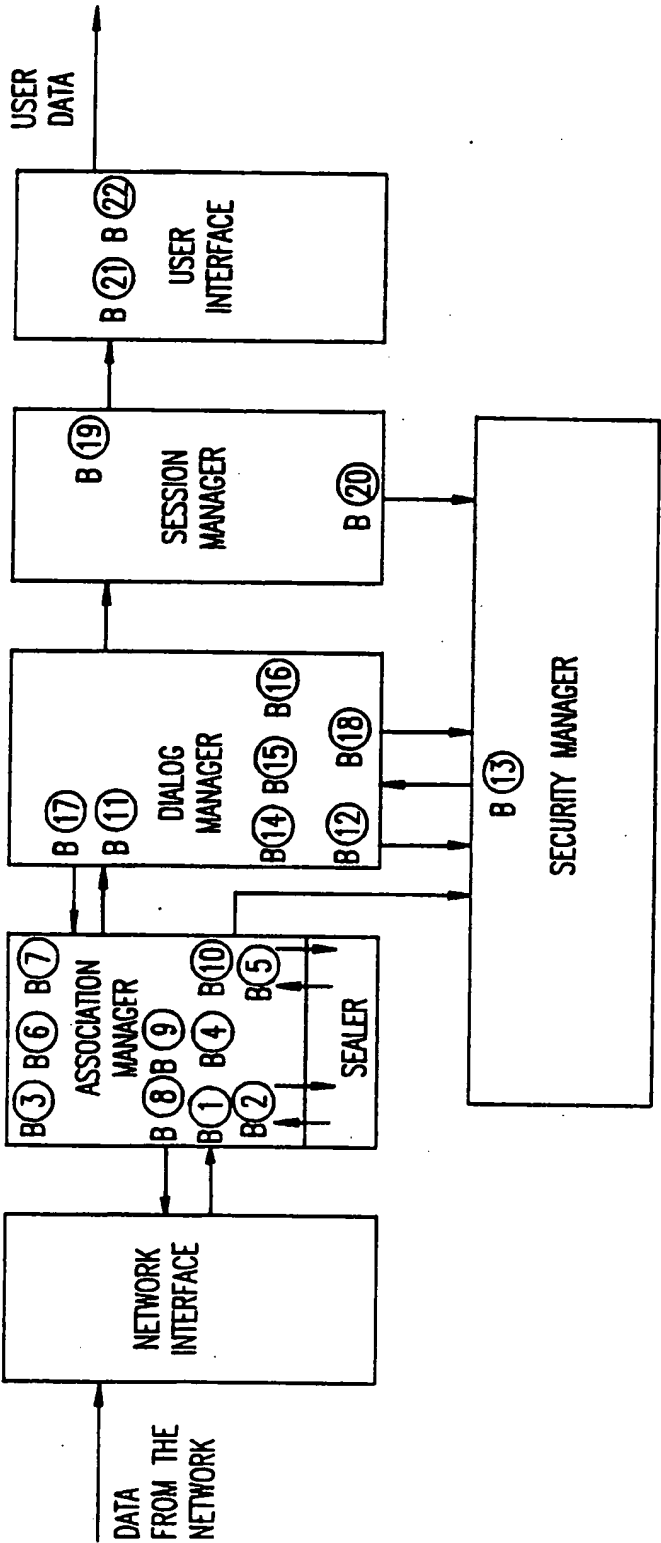 DATA
FROM THE
NETWORK
NETWORK
INTERFACE
B 3 B 6 B 7
ASSOCIATION
MANAGER
B 8 B 9
B 1 B 4 B 10
B 2 B 5
SEALER
B 17
B 11
DIALOG
MANAGER
B 14 B 15 B 16
B 12 B 18
B 19
SESSION
MANAGER
B 20
B 21 B 22
USER
INTERFACE
USER
DATA
B 13
SECURITY MANAGER